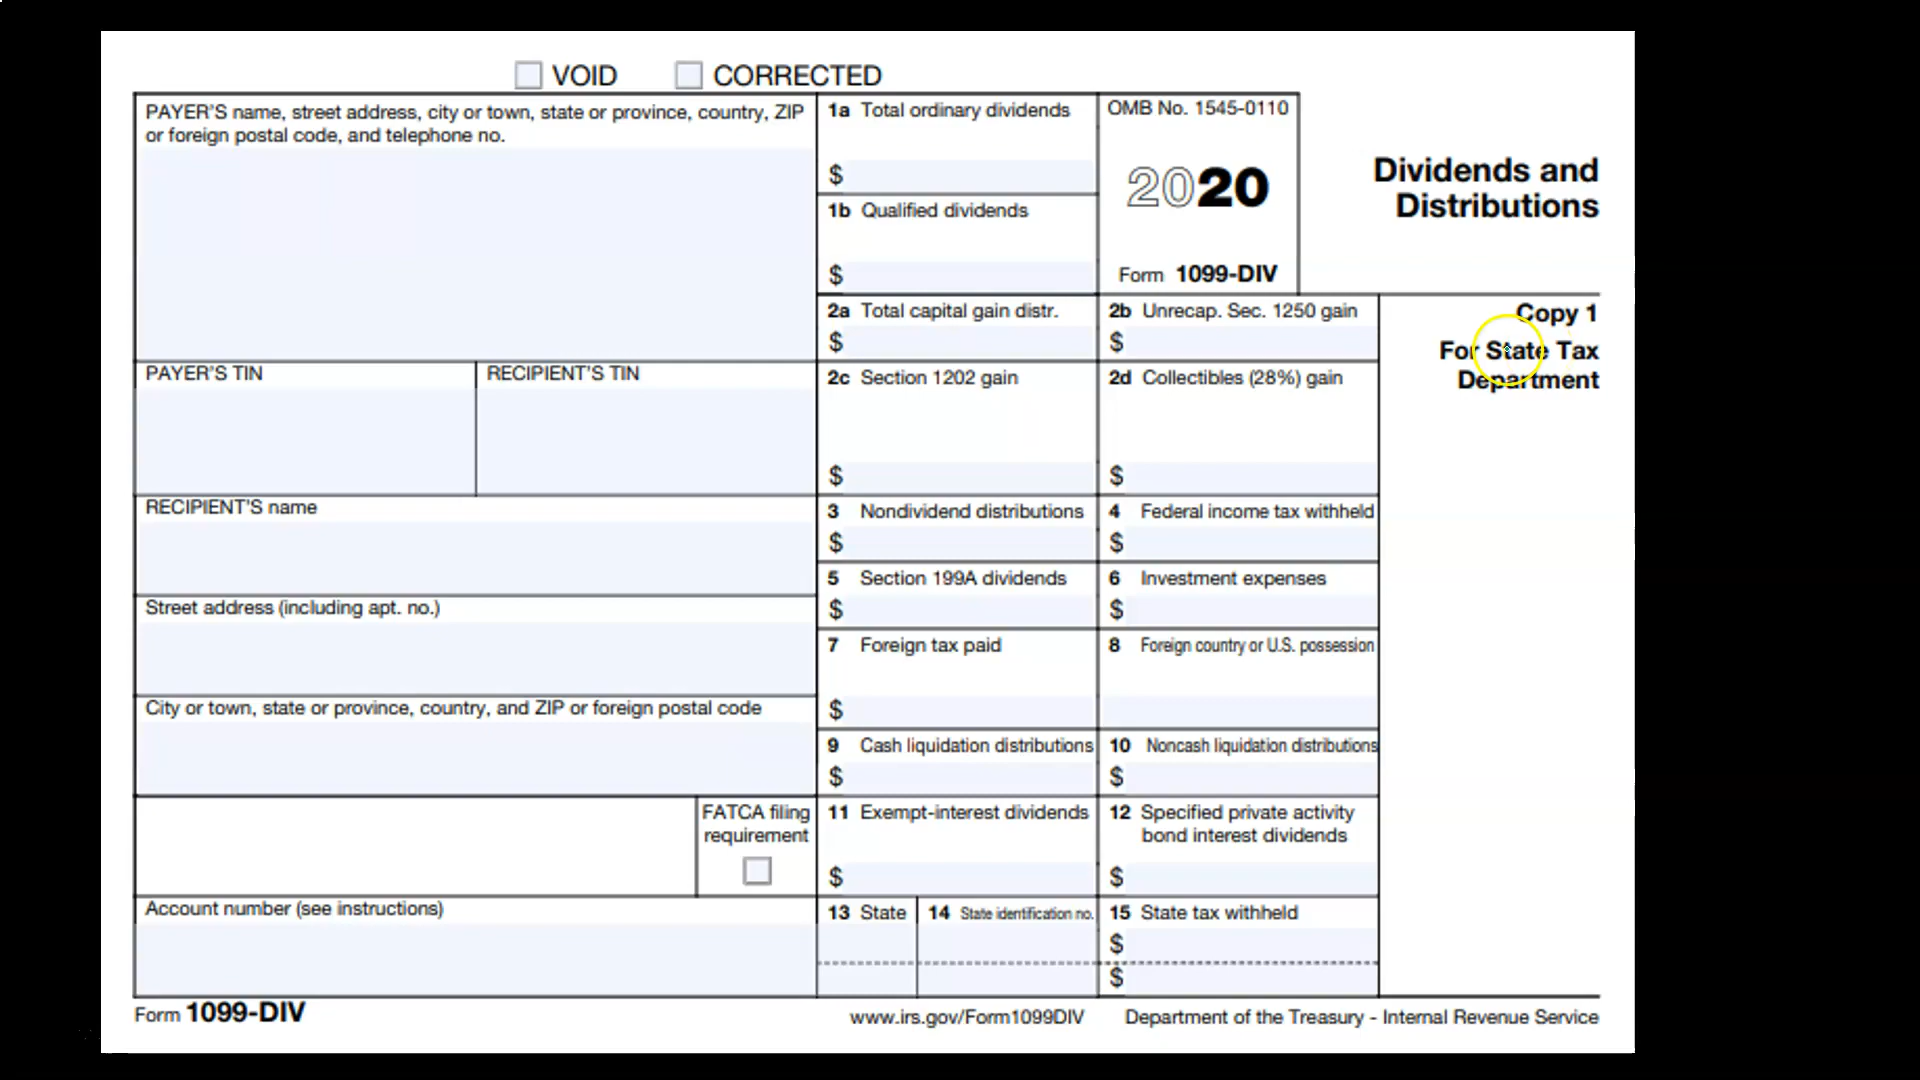 VOID CORRECTED
PAYER'S name, street address, city or town, state or province, country, ZIP
or foreign postal code, and telephone no.
1a Total ordinary dividends
$
1b Qualified dividends
$
OMB No. 1545-0110
2020
Form 1099-DIV
Dividends and
Distributions
2a Total capital gain distr.
$
2b Unrecap. Sec. 1250 gain
$
Copy 1
For State Tax
Department
PAYER'S TIN
RECIPIENT'S TIN
2c Section 1202 gain
$
2d Collectibles (28%) gain
$
RECIPIENT'S name
3 Nondividend distributions
$
4 Federal income tax withheld
$
5 Section 199A dividends
$
6 Investment expenses
$
Street address (including apt. no.)
7 Foreign tax paid
$
8 Foreign country or U.S. possession
City or town, state or province, country, and ZIP or foreign postal code
9 Cash liquidation distributions
$
10 Noncash liquidation distributions
$
FATCA filing
requirement
11 Exempt-interest dividends
$
12 Specified private activity
bond interest dividends
$
Account number (see instructions)
13 State
14 State identification no.
15 State tax withheld
$
$
Form 1099-DIV
www.irs.gov/Form1099DIV
Department of the Treasury - Internal Revenue Service